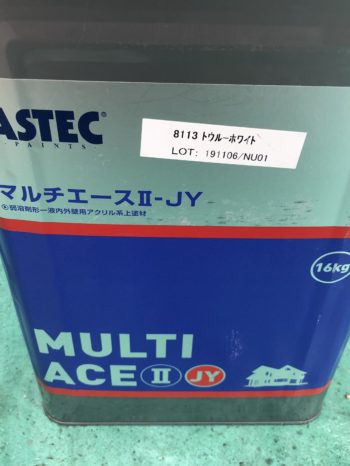 ASTEC®
PAINTS
8113 トゥルーホワイト
LOT: 191106/NU01
マルチエースII-JY
弱溶剤形一液内外壁用アクリル系上塗材
16kg
MULTI
ACE II JY